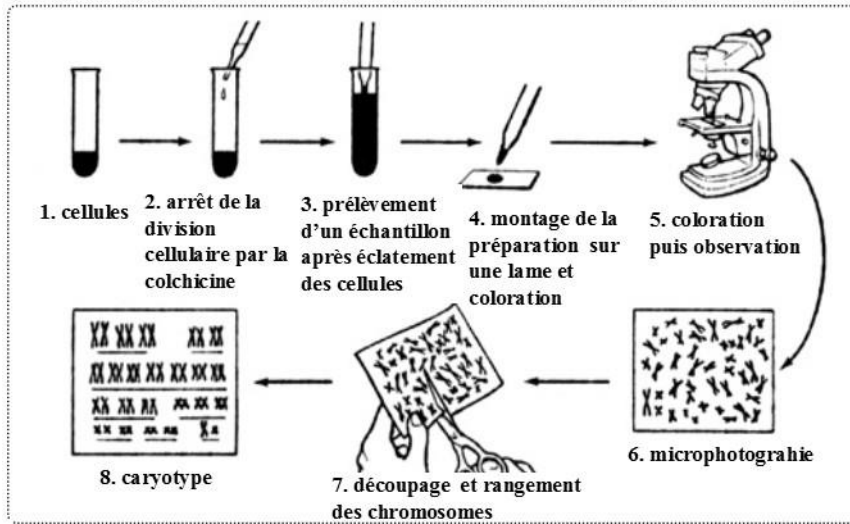 1. cellules
2. arrêt de la
division
cellulaire par la
colchicine
3. prélèvement
d'un échantillon
après éclatement
des cellules
4. montage de la
préparation sur
une lame et
coloration
5. coloration
puis observation
6. microphotograhie
7. découpage et rangement
des chromosomes
8. caryotype